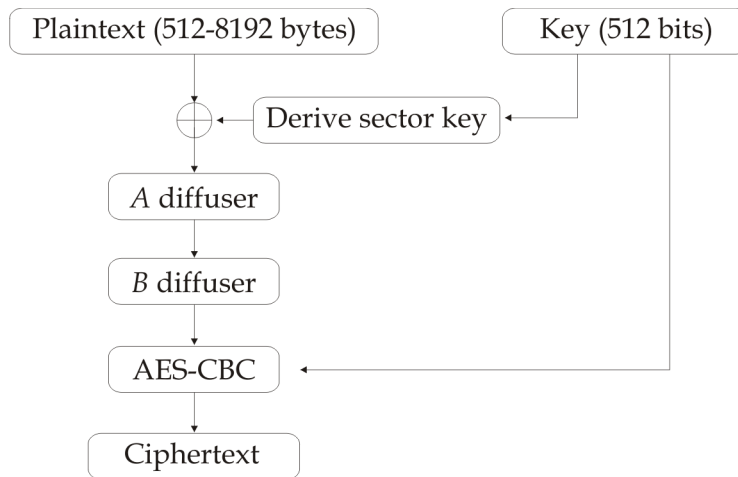 Plaintext (512-8192 bytes)
Key (512 bits)
Derive sector key
A diffuser
B diffuser
AES-CBC
Ciphertext